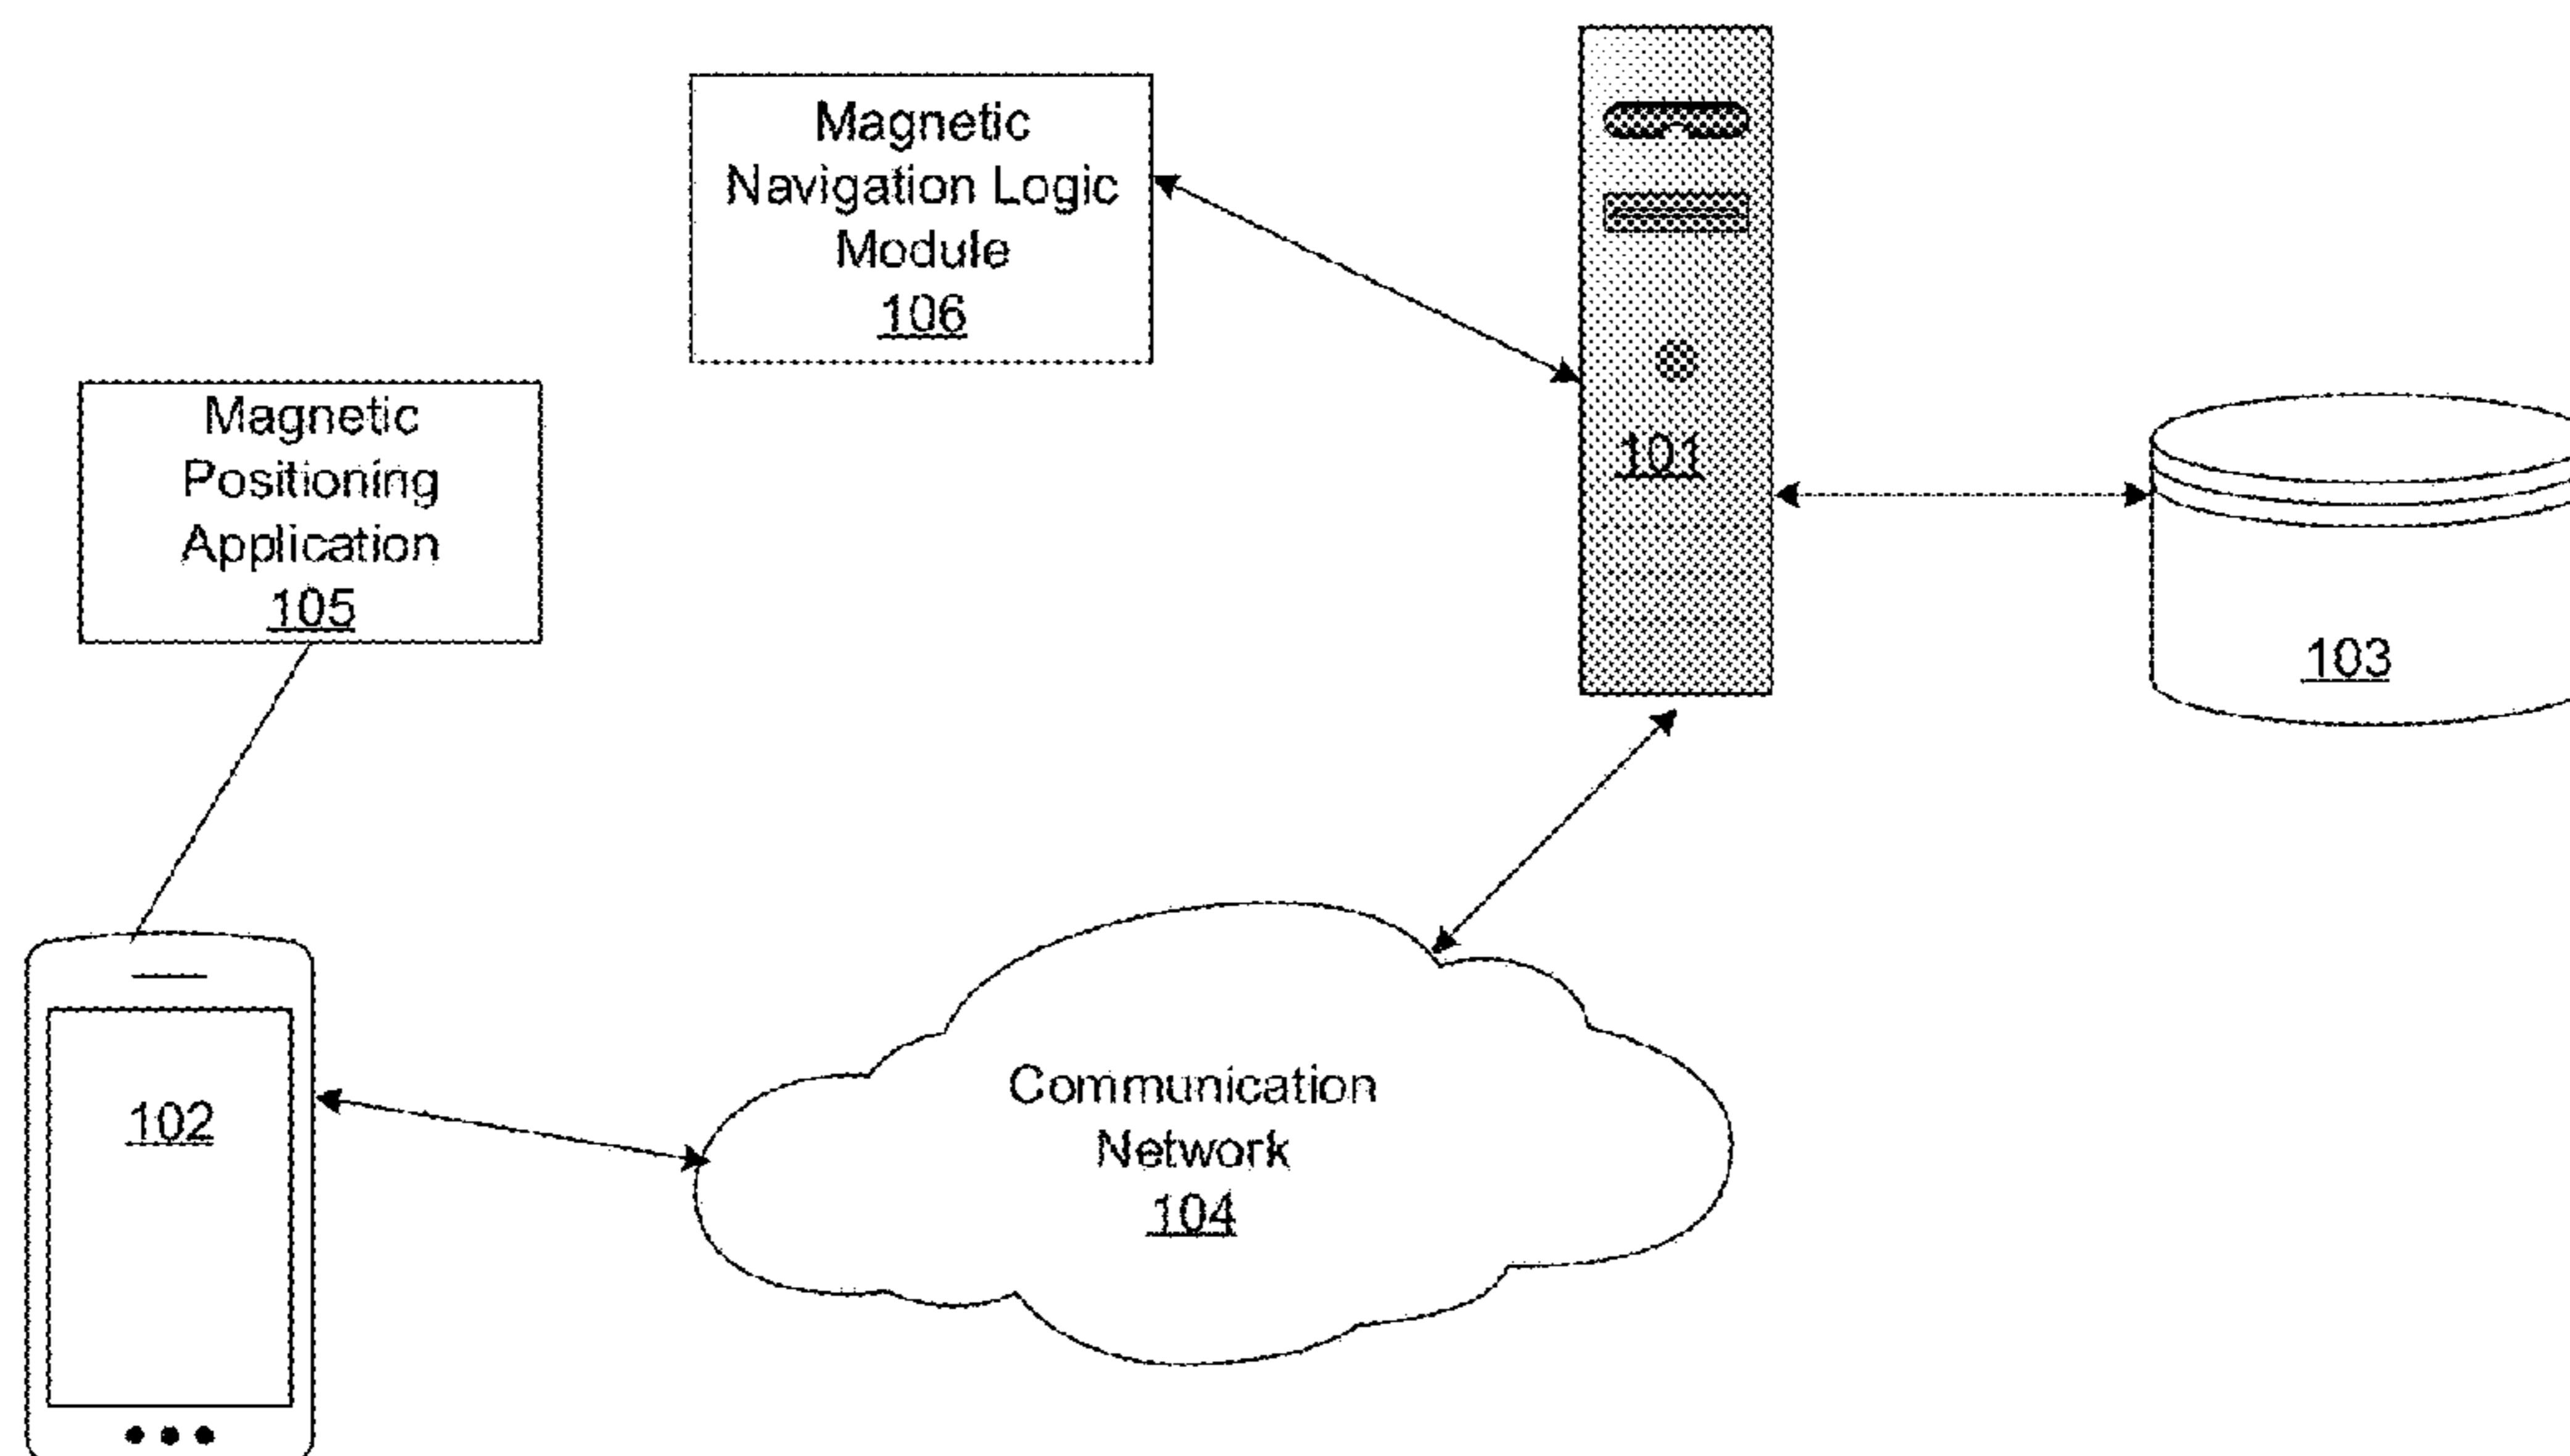 Magnetic
Navigation Logic
Module
106
101
Magnetic
Positioning
Application
105
103
102
Communication
Network
104